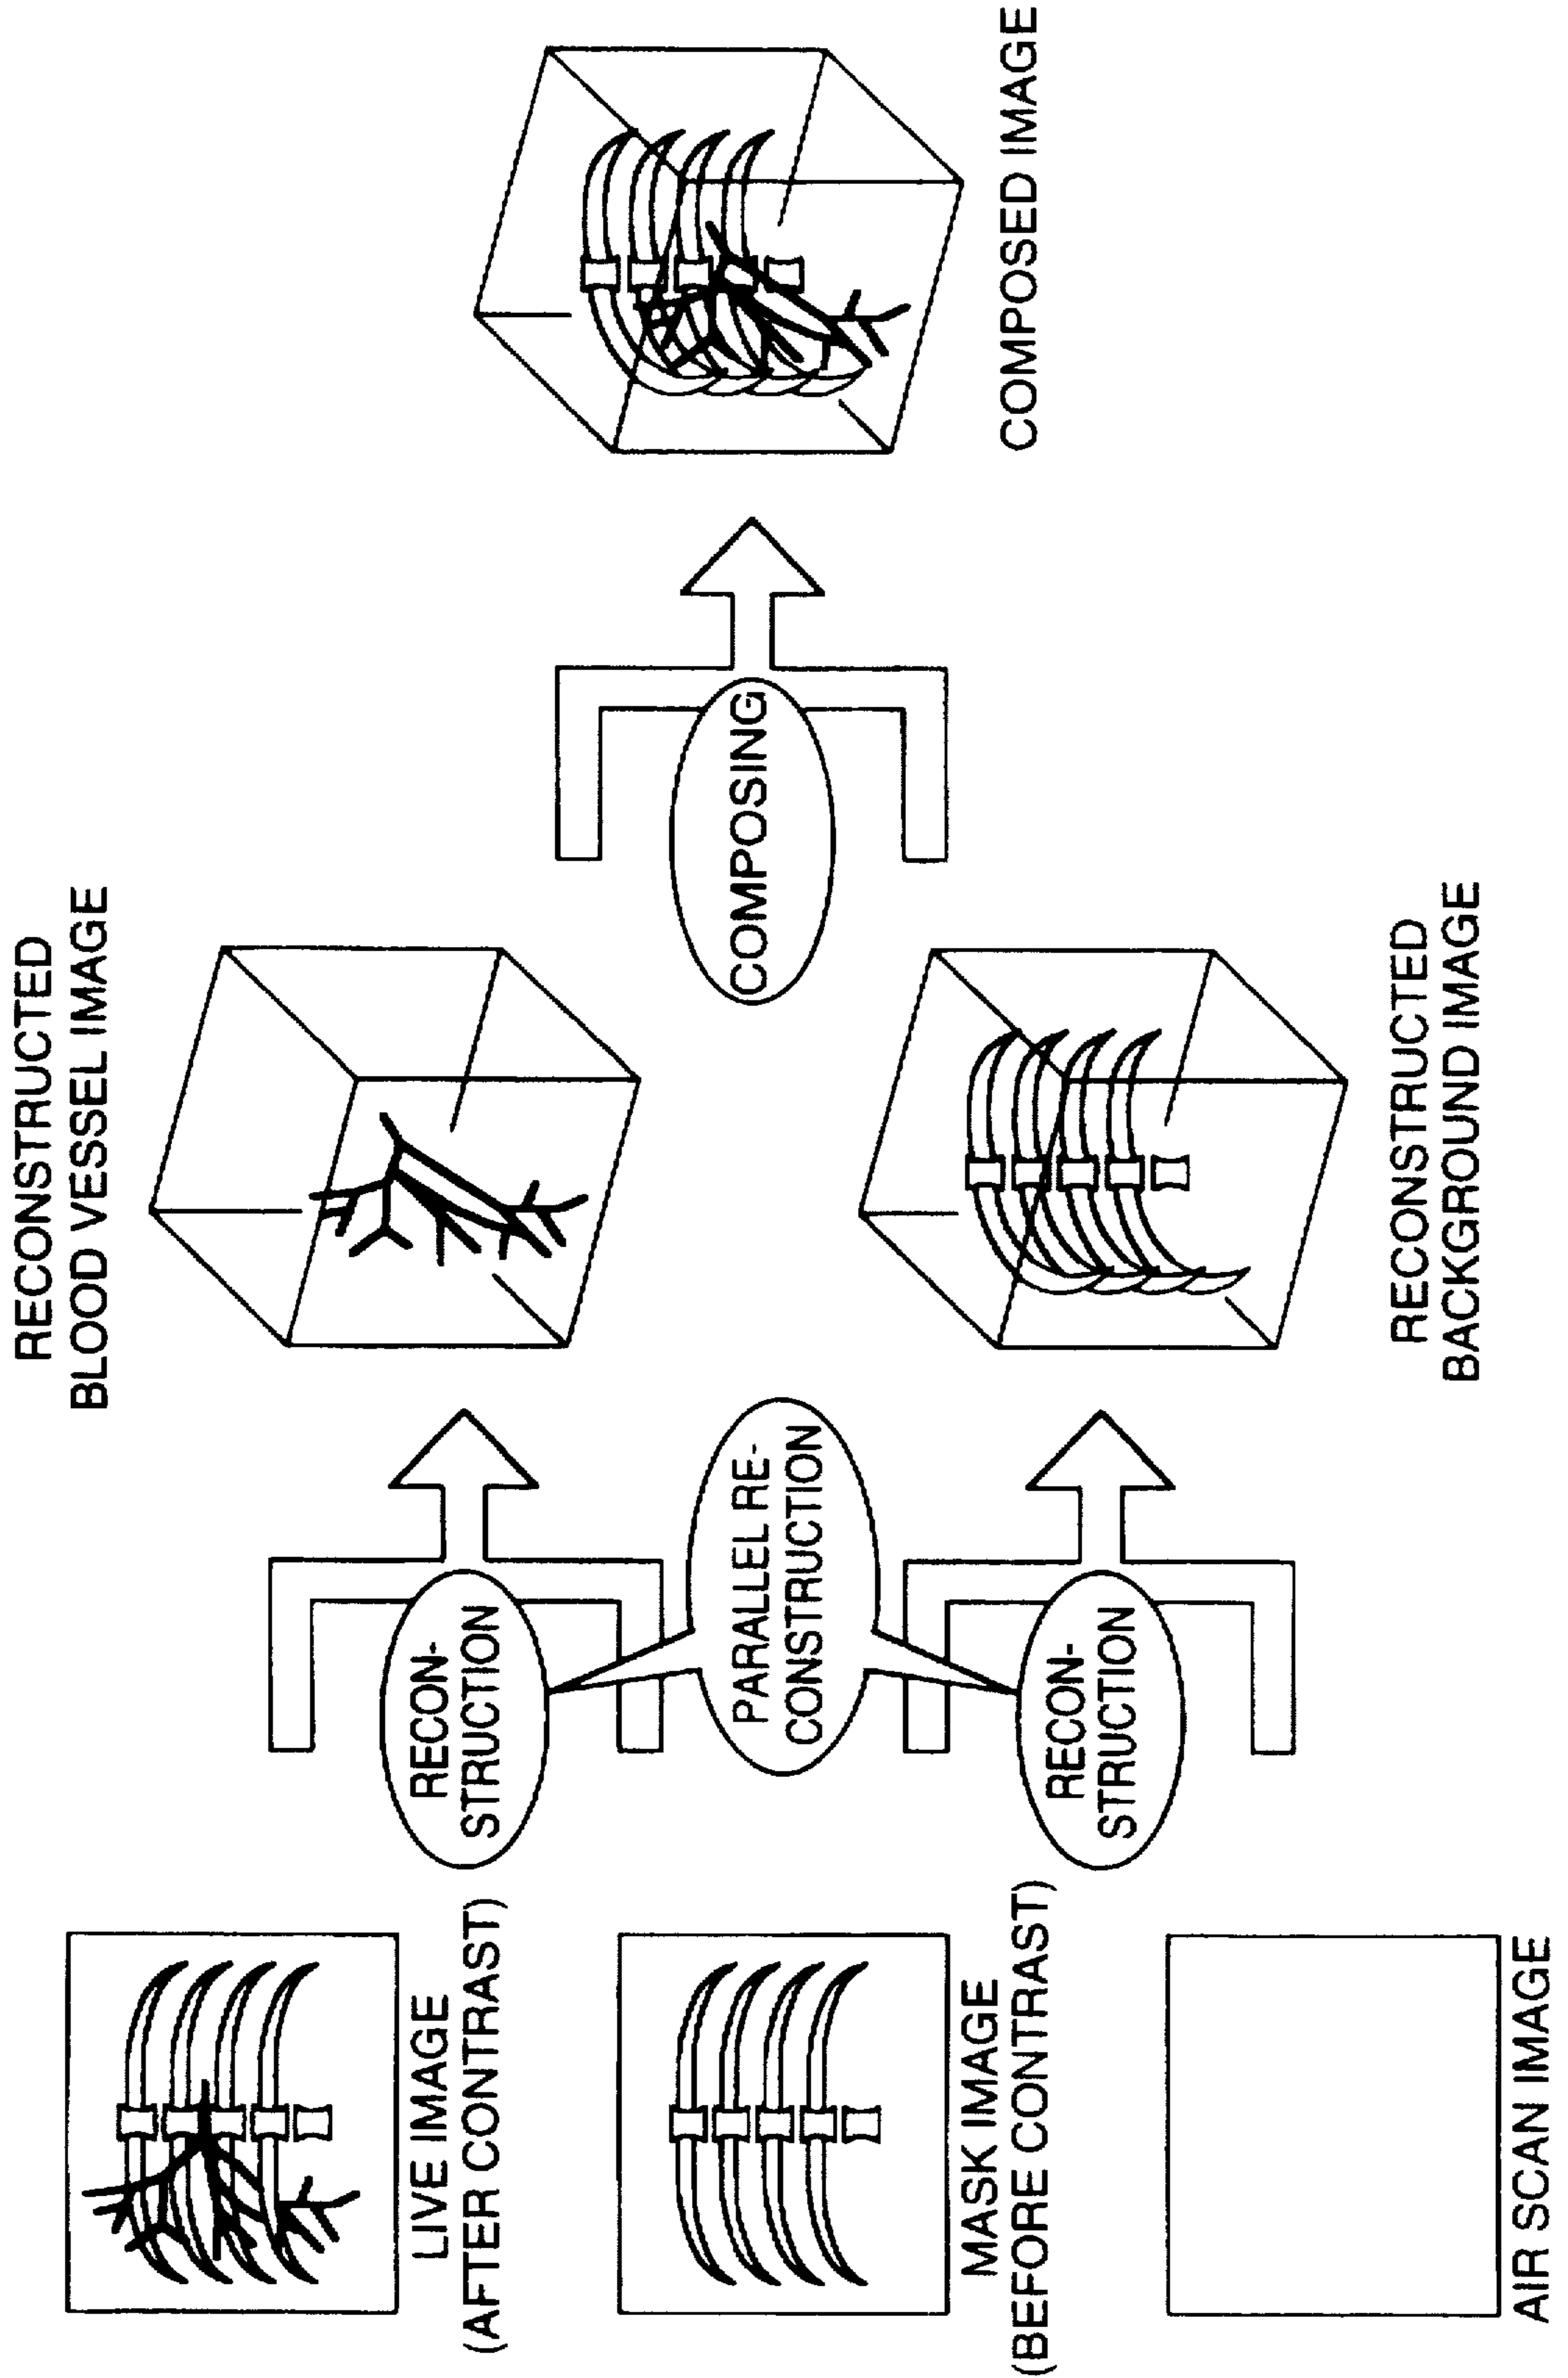 LIVE IMAGE
(AFTER CONTRAST)
MASK IMAGE
(BEFORE CONTRAST)
AIR SCAN IMAGE
RECON-
STRUCTION
PARALLEL RE-
CONSTRUCTION
RECON-
STRUCTION
RECONSTRUCTED
BLOOD VESSEL IMAGE
RECONSTRUCTED
BACKGROUND IMAGE
COMPOSING
COMPOSED IMAGE